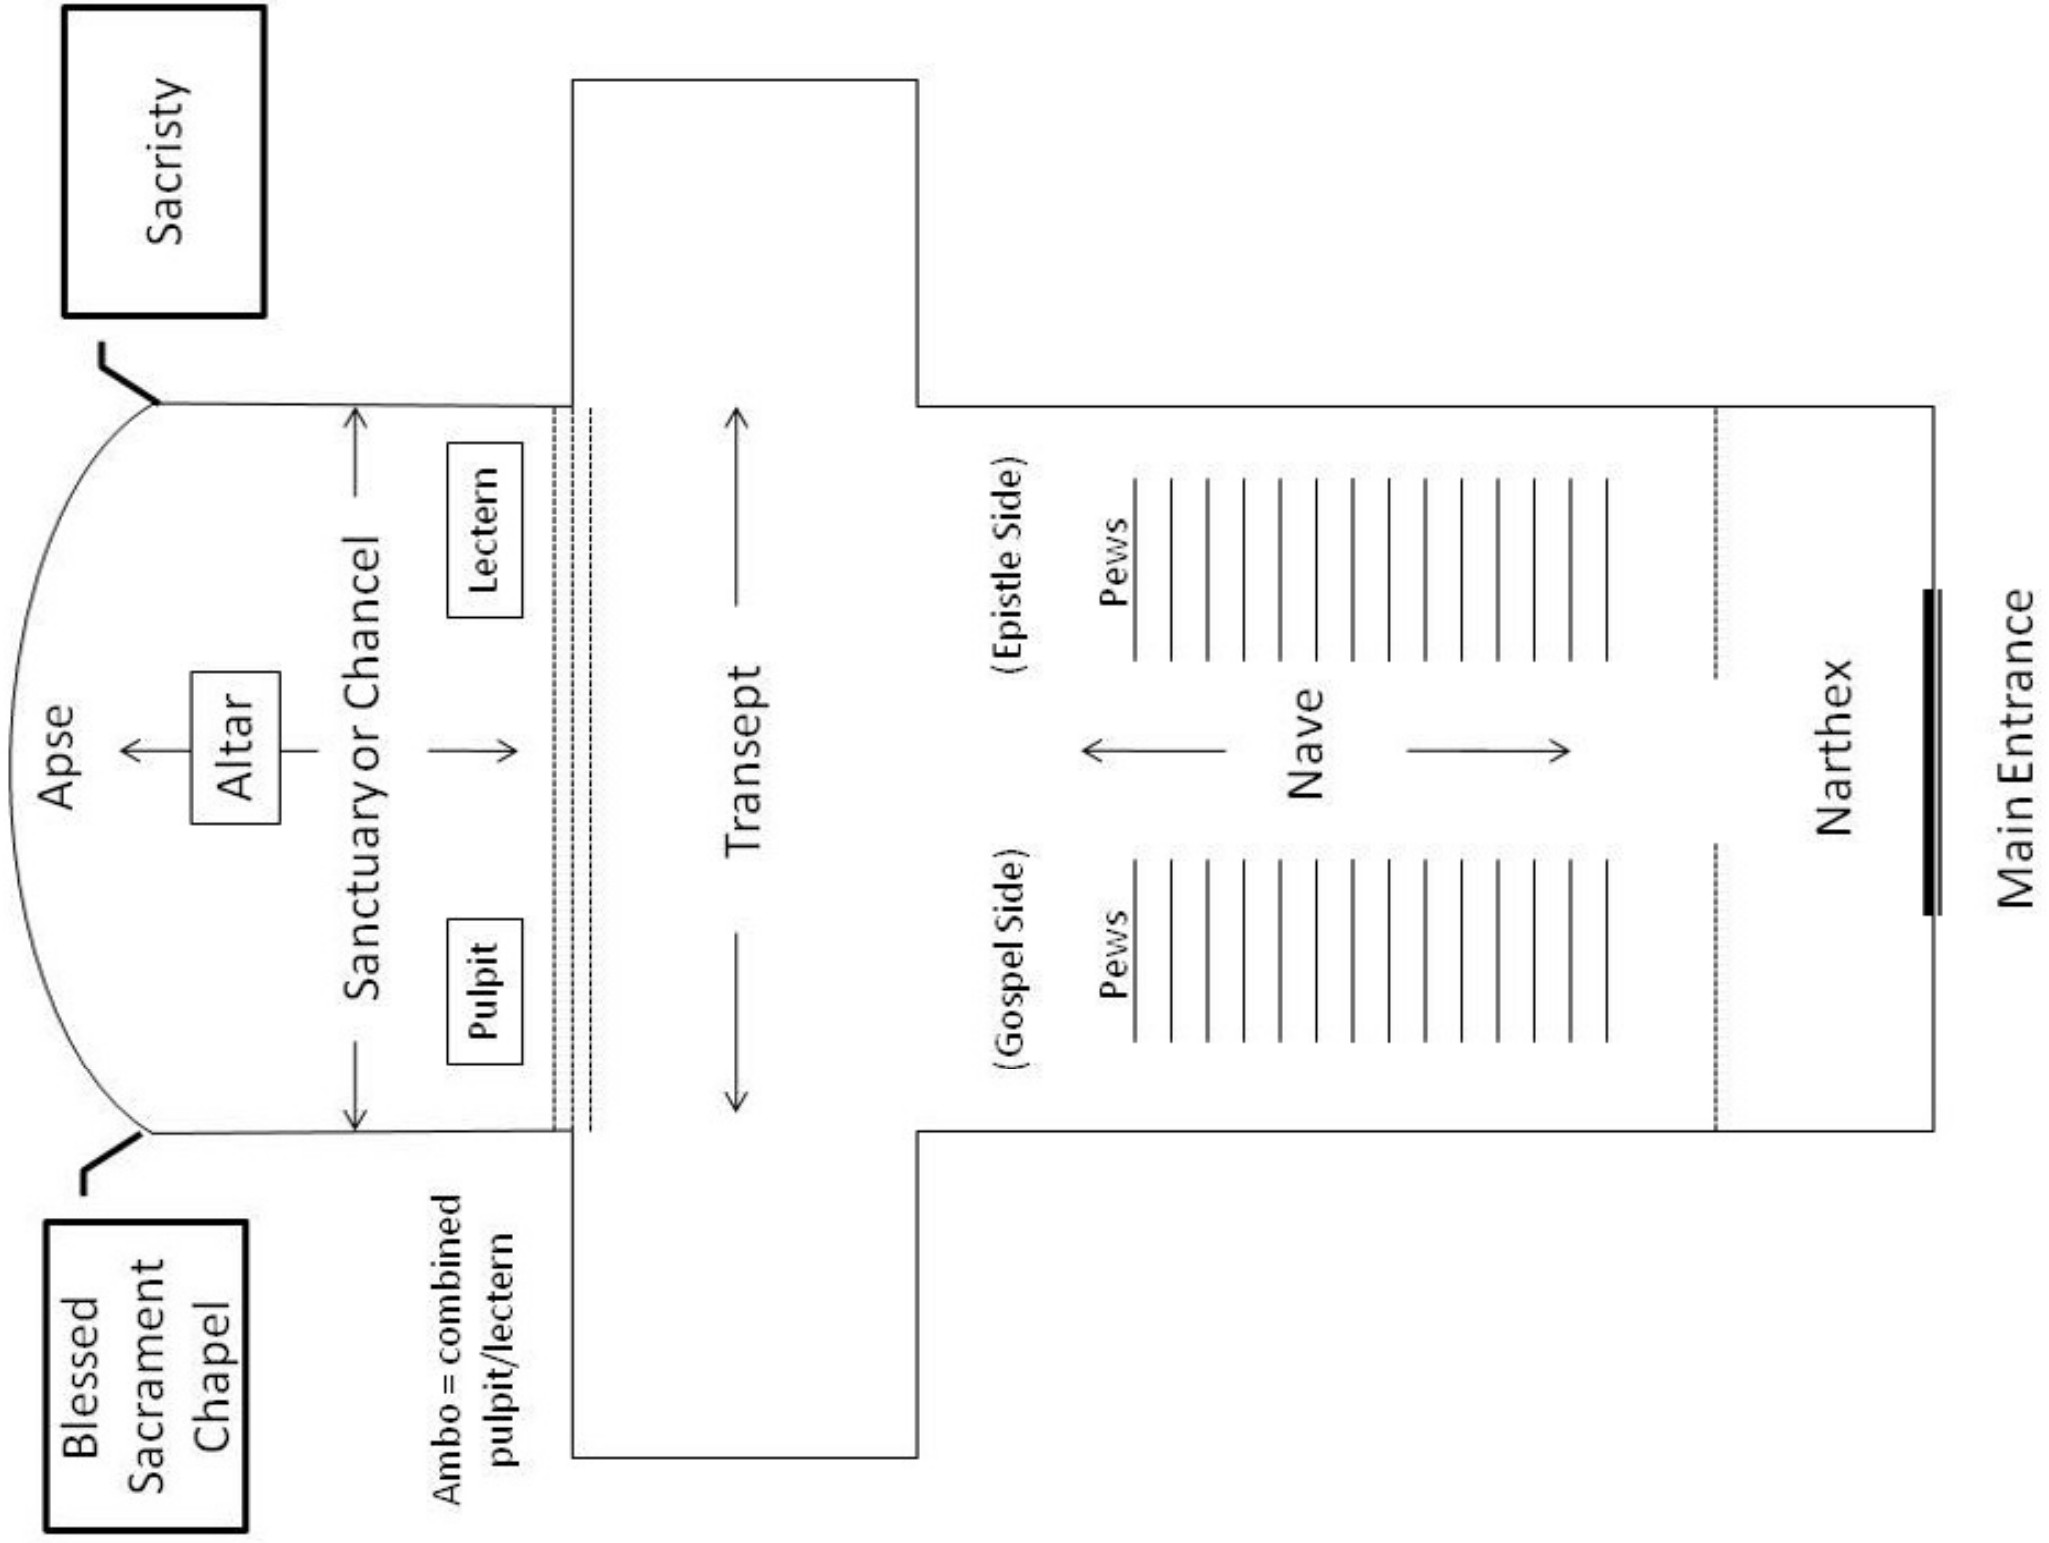 Blessed
Sacrament
Chapel
Apse
Sacristy
Altar
Sanctuary or Chancel
Ambo = combined
pulpit/lectern
Pulpit
Lectern
Transept
(Gospel Side)
(Epistle Side)
Pews
Pews
Nave
Narthex
Main Entrance